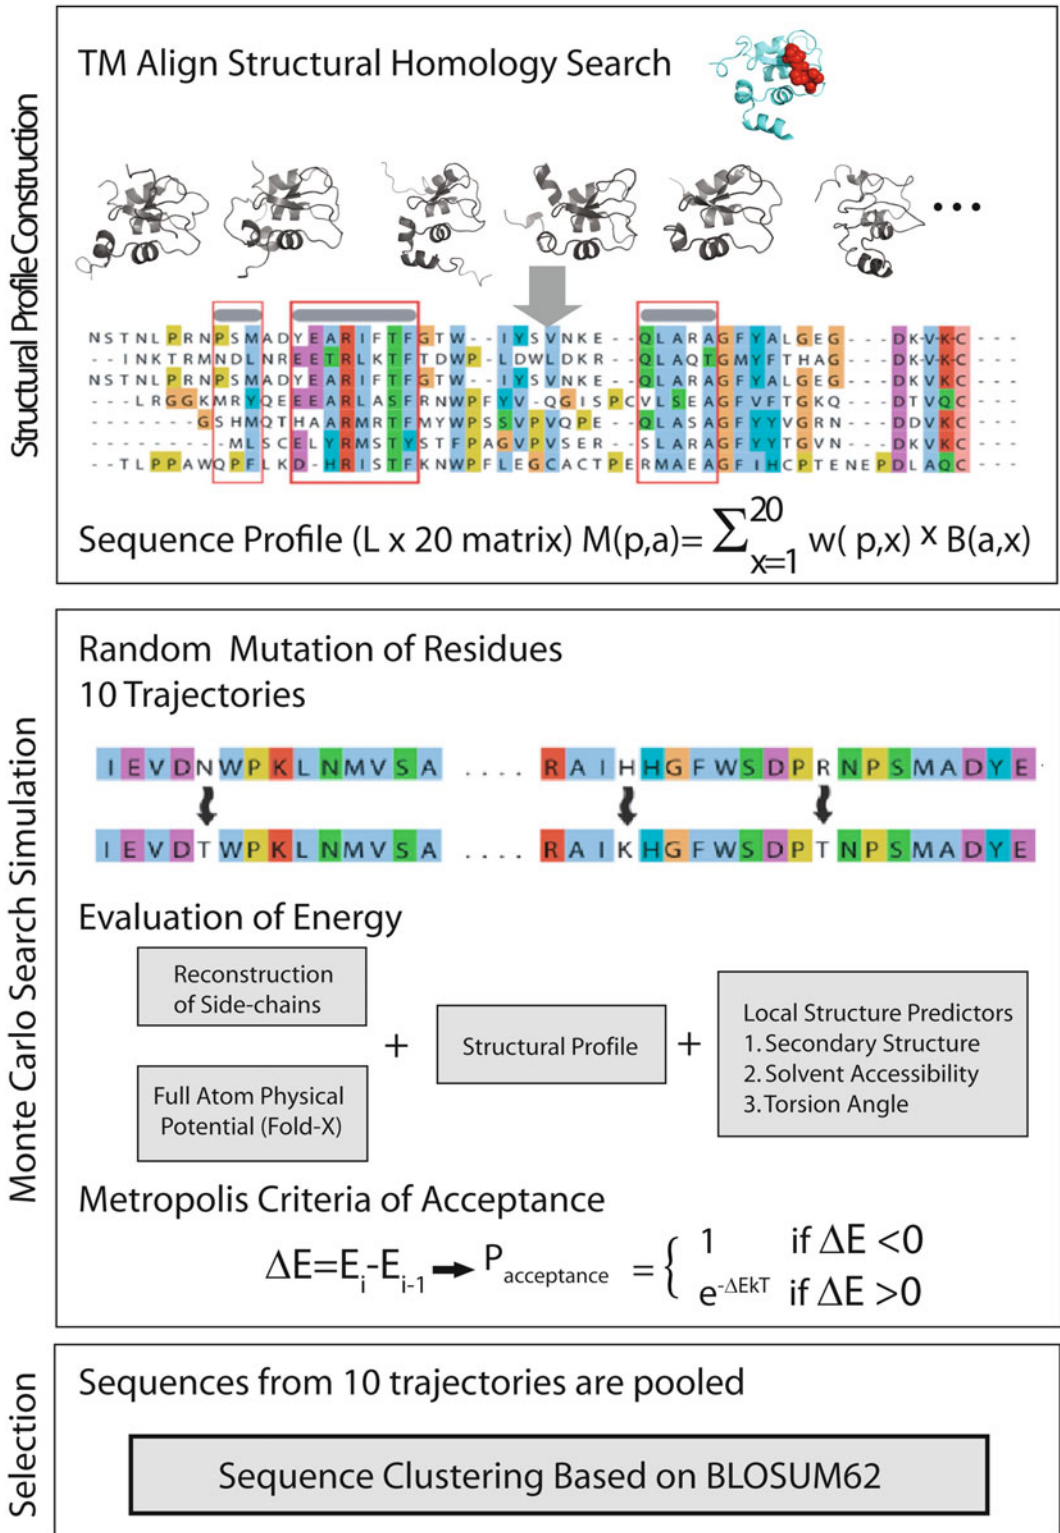 Structural Profile Construction
TM Align Structural Homology Search
...
NSTNLPRNPSMADYEARIFTFGTW--IYSVNKE--QLARAGFYALGEG---DK-V-KC----
--INKTRMNDLNREETRLKTFTDWP-LDWLDKR--QLAQTGMYFTHAG----DK-VKC----
NSTNLPRNPSMADYEARIFTFGTW--IYSVNKE--QLARAGFYALGEG---DKVKC----
--LRGGKMRYQEEEARLASFRNWPFYV-QGISPCVLSEAGFVFTGKQ---DTVQC----
----GSHMQTHAARMRTFMYWPSSVPVQPE--QLASAGFYYVGRN---DDVKC----
-----MLSCELYRMSTYSTFPAGVPVSER--SLARAGFYYTGVN---DKVKC----
--TLPPAWQPFLKD-HRISTFKNWPFLEGCACTPERMAEAGFIHCPTENEPDLAQC----
Sequence Profile (L x 20 matrix) M(p,a)= ∑ 20 x=1 w( p,x) x B(a,x)
Monte Carlo Search Simulation
Random Mutation of Residues
10 Trajectories
IEVDNWPKLNMVSA .... RAIHHGFWSDPRNPSMADYE
IEVDTWPKLNMVSA .... RAIKHGFWSDPTNPSMADYE
Evaluation of Energy
Reconstruction
of Side-chains
+
Full Atom Physical
Potential (Fold-X)
Structural Profile
+
Local Structure Predictors
1. Secondary Structure
2. Solvent Accessibility
3. Torsion Angle
Metropolis Criteria of Acceptance
ΔE=Ei-Ei-1 → Pacceptance = { 1 if ΔE <0
e-ΔEkT if ΔE >0
Selection
Sequences from 10 trajectories are pooled
Sequence Clustering Based on BLOSUM62